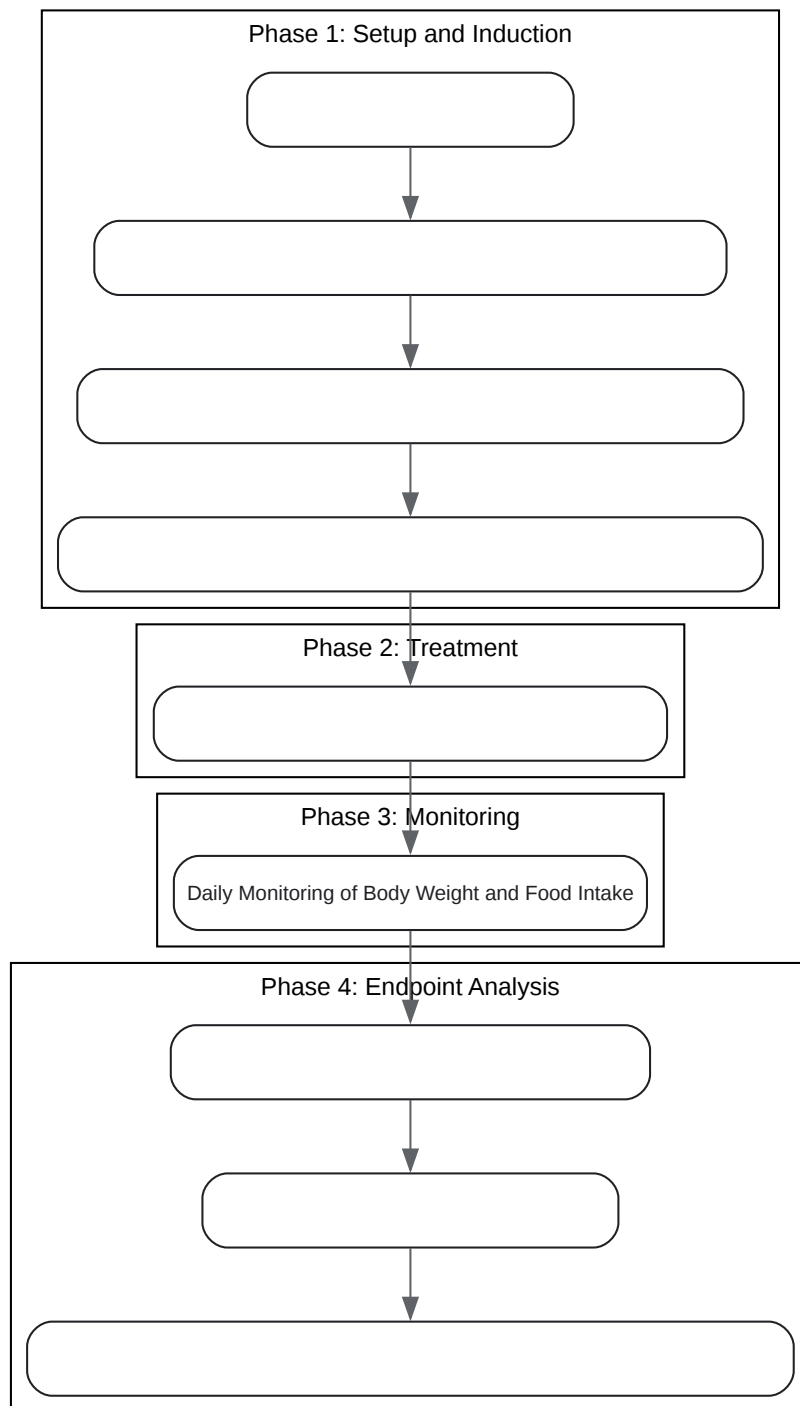 Phase 1: Setup and Induction
Phase 2: Treatment
Phase 3: Monitoring
Daily Monitoring of Body Weight and Food Intake
Phase 4: Endpoint Analysis